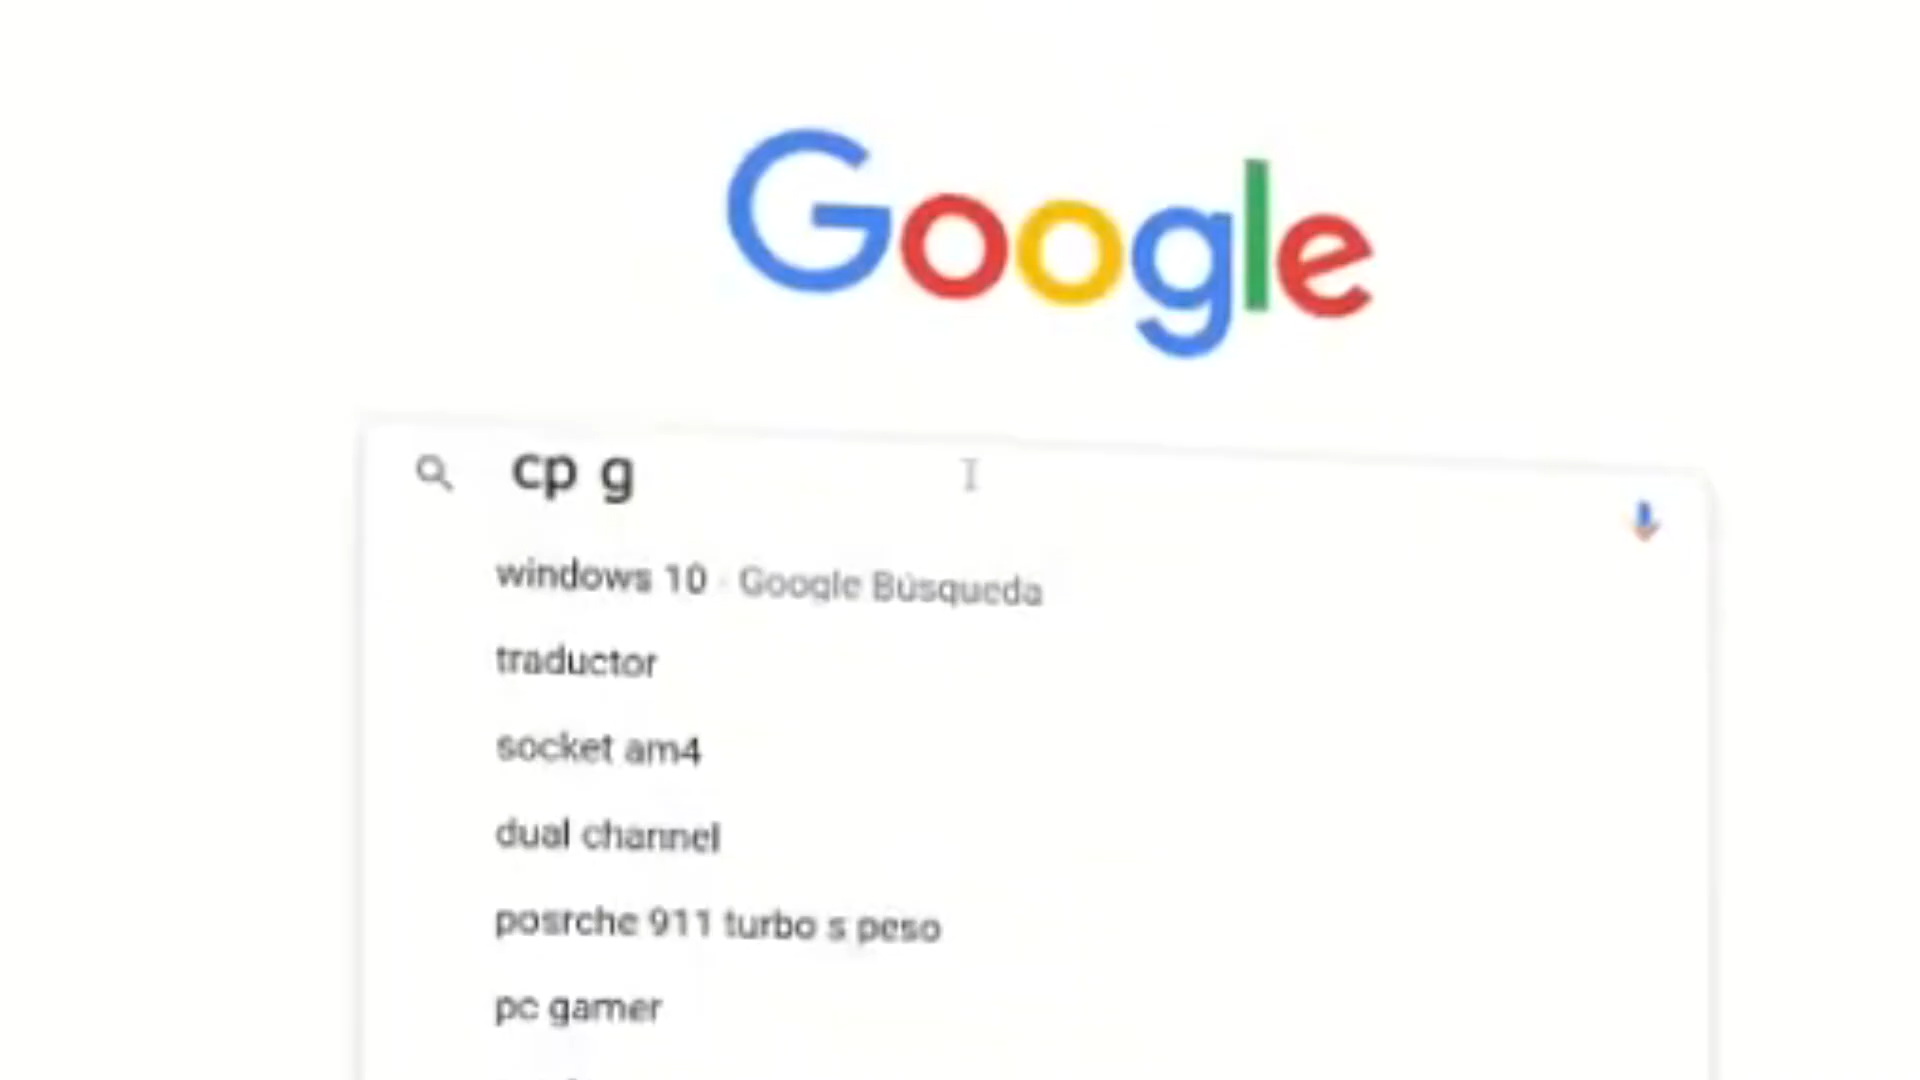 Google
cp g
windows 10 - Google Búsqueda
traductor
socket am4
dual channel
posrche 911 turbo s peso
pc gamer